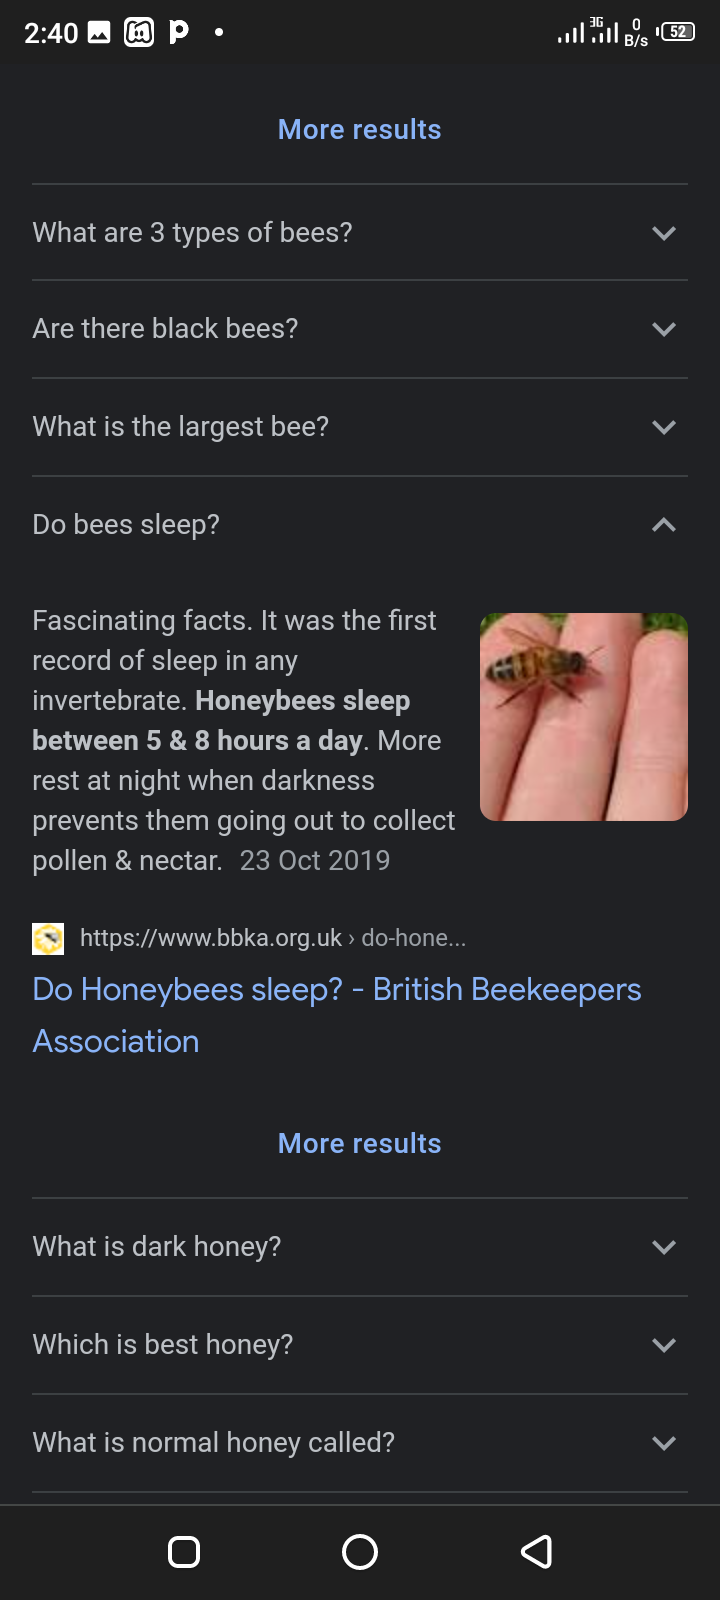 2:40
3G
0
B/s
52
More results
What are 3 types of bees?
Are there black bees?
What is the largest bee?
Do bees sleep?
Fascinating facts. It was the first
record of sleep in any
invertebrate. Honeybees sleep
between 5 & 8 hours a day. More
rest at night when darkness
prevents them going out to collect
pollen & nectar. 23 Oct 2019
https://www.bbka.org.uk › do-hone...
Do Honeybees sleep? - British Beekeepers
Association
More results
What is dark honey?
Which is best honey?
What is normal honey called?